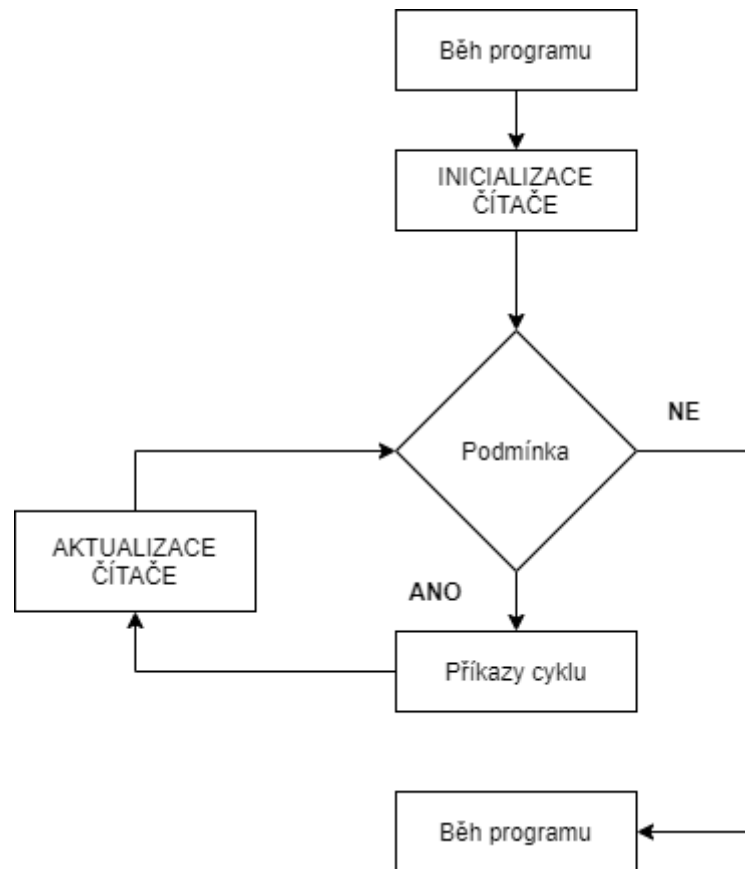 Běh programu
INICIALIZACE
ČÍTAČE
NE
Podmínka
AKTUALIZACE
ČÍTAČE
ANO
Příkazy cyklu
Běh programu